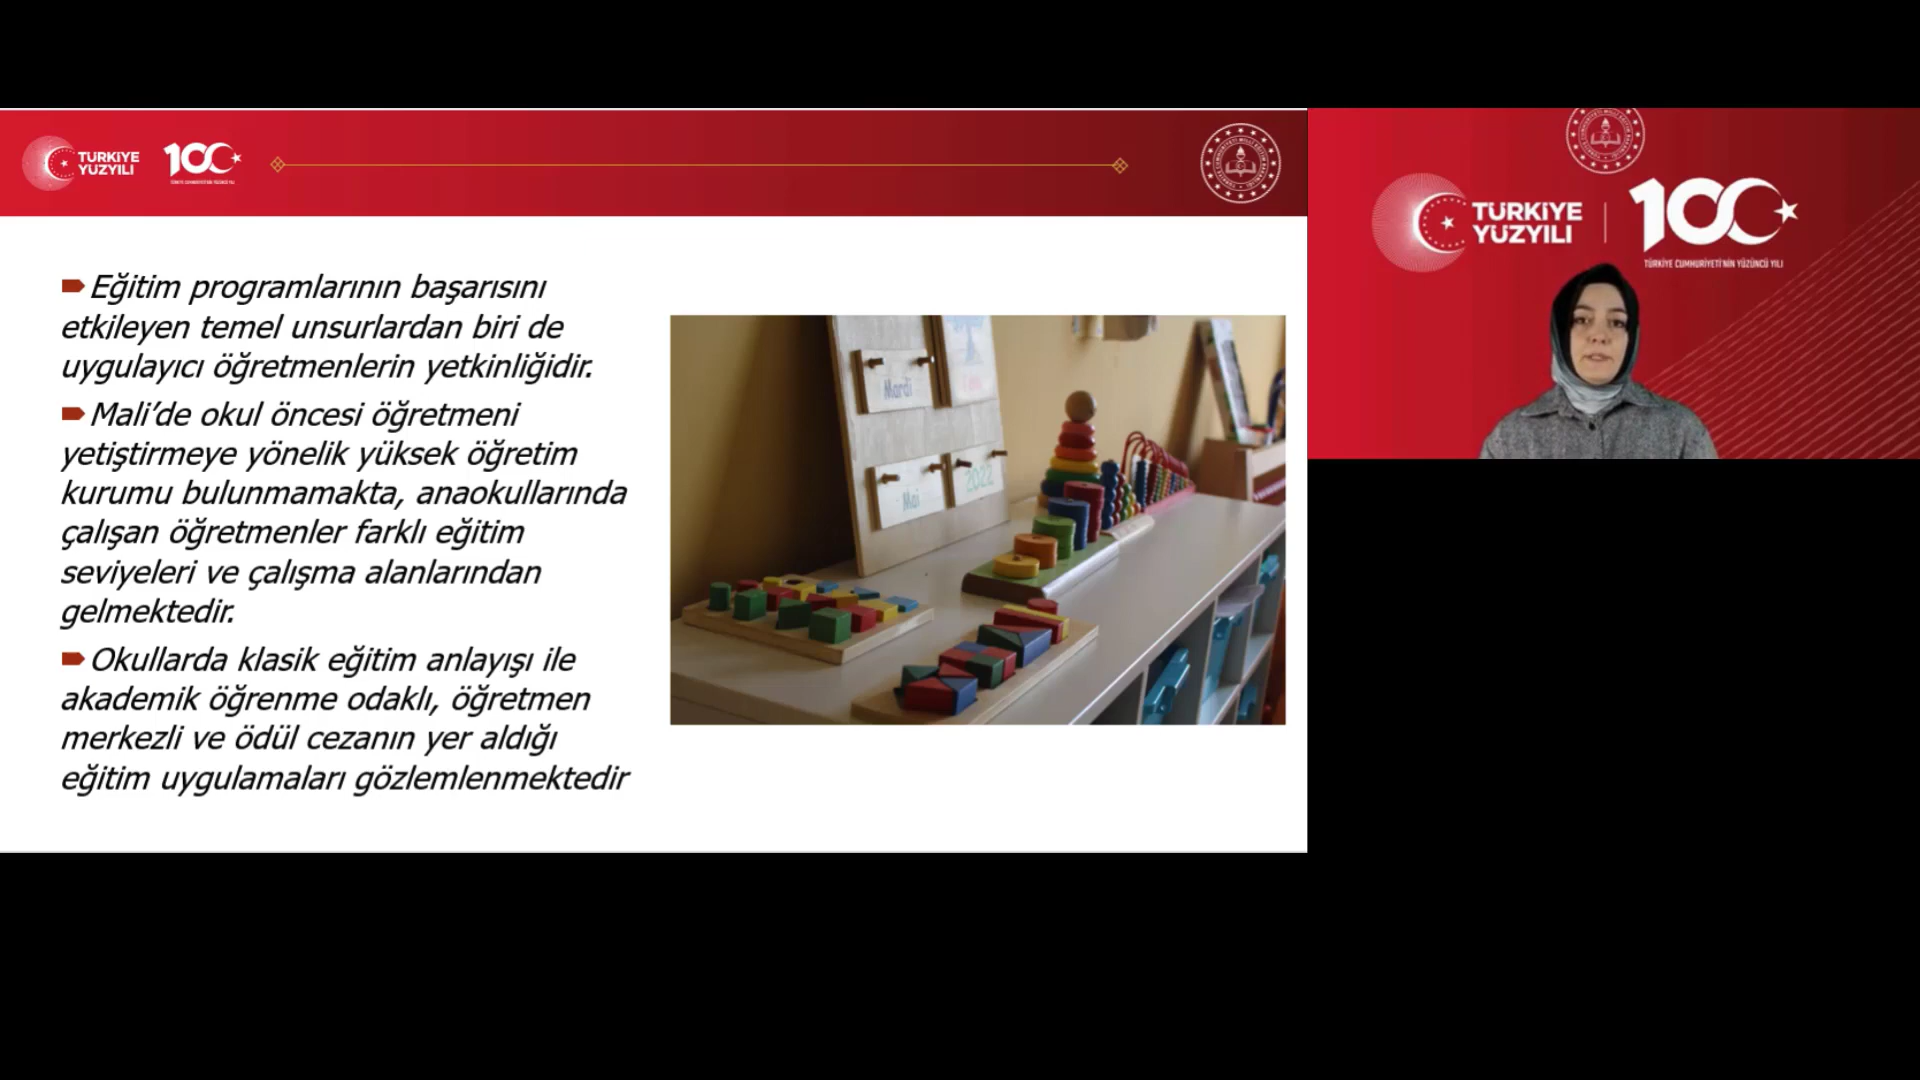 TÜRKİYE
YÜZYILI
100
TÜRKİYE CUMHURİYETİ'NİN YÜZÜNCÜ YILI
Eğitim programlarının başarısını
etkileyen temel unsurlardan biri de
uygulayıcı öğretmenlerin yetkinliğidir.
Mali’de okul öncesi öğretmeni
yetiştirmeye yönelik yüksek öğretim
kurumu bulunmamakta, anaokullarında
çalışan öğretmenler farklı eğitim
seviyeleri ve çalışma alanlarından
gelmektedir.
Okullarda klasik eğitim anlayışı ile
akademik öğrenme odaklı, öğretmen
merkezli ve ödül cezanın yer aldığı
eğitim uygulamaları gözlemlenmektedir
Mardi
Mai
2022
TÜRKİYE
YÜZYILI
100
TÜRKİYE CUMHURİYETİ'NİN YÜZÜNCÜ YILI